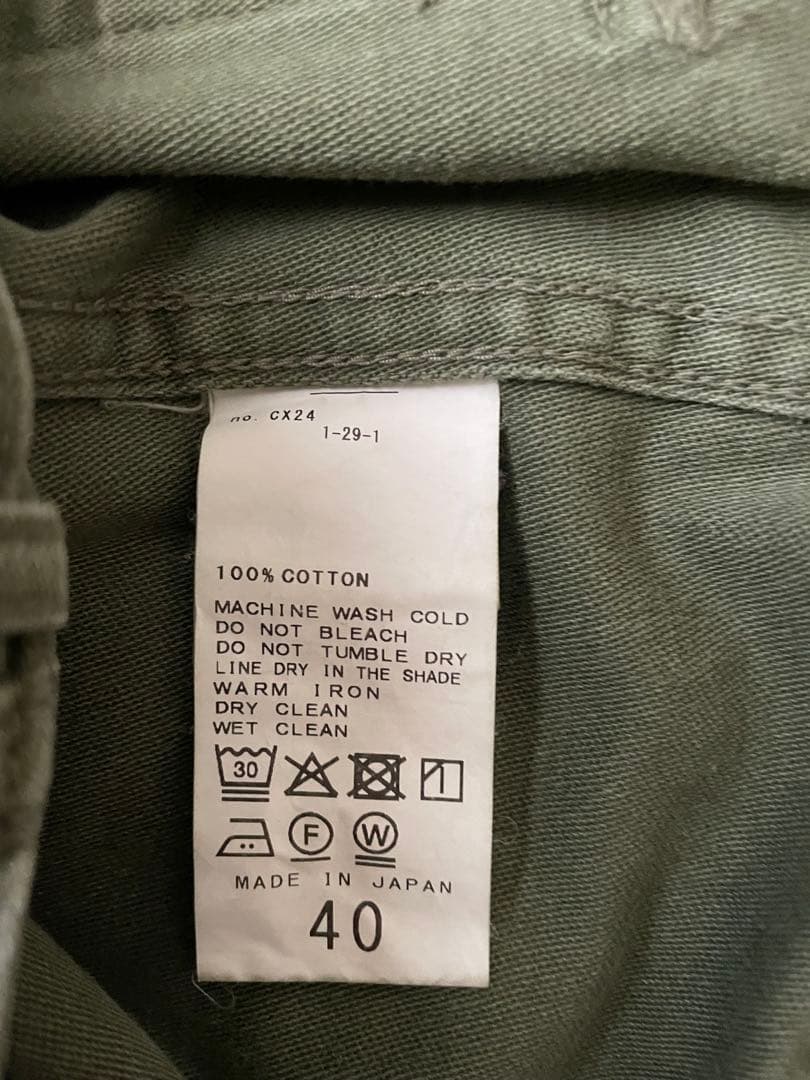 no. CX24
1-29-1
100% COTTON
MACHINE WASH COLD
DO NOT BLEACH
DO NOT TUMBLE DRY
LINE DRY IN THE SHADE
WARM IRON
DRY CLEAN
WET CLEAN
30
F W
MADE IN JAPAN
40